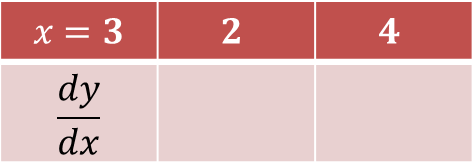 x = 3 2 4
dy
dx